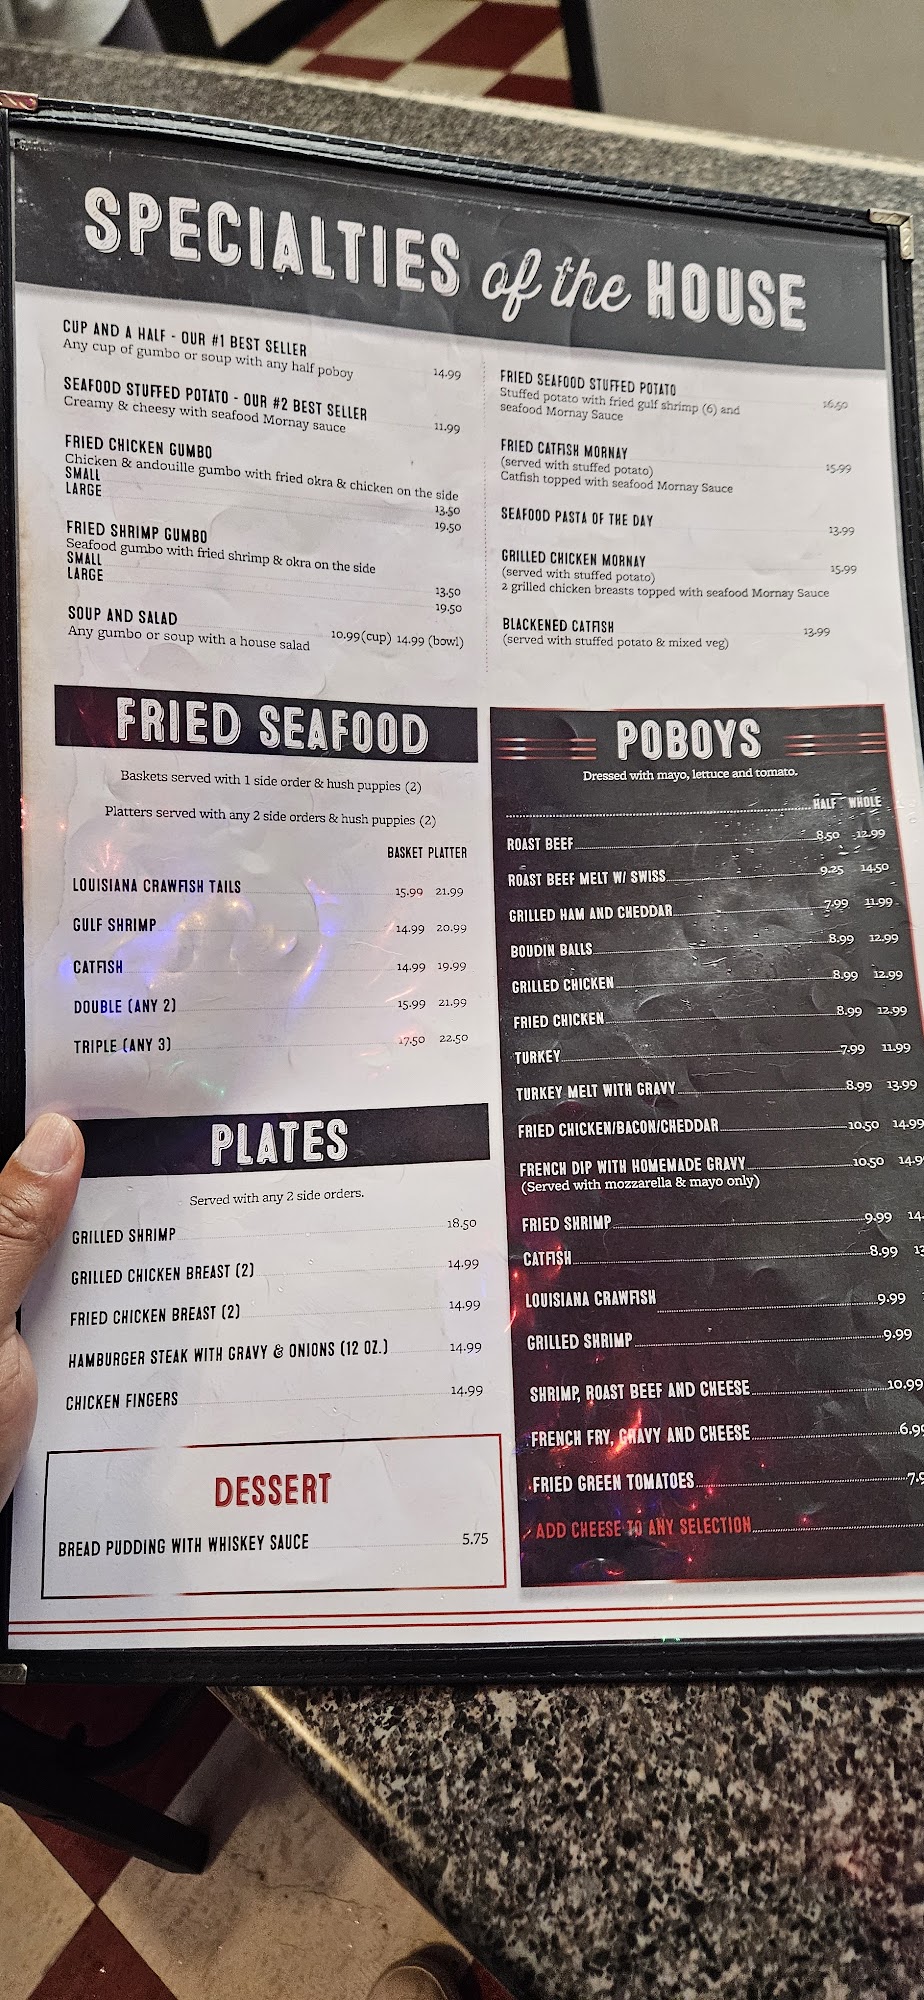 SPECIALTIES of the HOUSE
CUP AND A HALF - OUR #1 BEST SELLER
Any cup of gumbo or soup with any half poboy 14.99
SEAFOOD STUFFED POTATO - OUR #2 BEST SELLER
Creamy & cheesy with seafood Mornay sauce 11.99
FRIED CHICKEN GUMBO
Chicken & andouille gumbo with fried okra & chicken on the side
SMALL 13.50
LARGE 19.50
FRIED SHRIMP GUMBO
Seafood gumbo with fried shrimp & okra on the side
SMALL 13.50
LARGE 19.50
SOUP AND SALAD
Any gumbo or soup with a house salad 10.99(cup) 14.99 (bowl)
FRIED SEAFOOD STUFFED POTATO
Stuffed potato with fried gulf shrimp (6) and 16.50
seafood Mornay Sauce
FRIED CATFISH MORNAY
(served with stuffed potato) 15.99
Catfish topped with seafood Mornay Sauce
SEAFOOD PASTA OF THE DAY 13.99
GRILLED CHICKEN MORNAY
(served with stuffed potato) 15.99
2 grilled chicken breasts topped with seafood Mornay Sauce
BLACKENED CATFISH 13.99
(served with stuffed potato & mixed veg)
FRIED SEAFOOD
Baskets served with 1 side order & hush puppies (2)
Platters served with any 2 side orders & hush puppies (2)
BASKET PLATTER
LOUISIANA CRAWFISH TAILS 15.99 21.99
GULF SHRIMP 14.99 20.99
CATFISH 14.99 19.99
DOUBLE (ANY 2) 15.99 21.99
TRIPLE (ANY 3) 17.50 22.50
PLATES
Served with any 2 side orders.
GRILLED SHRIMP 18.50
GRILLED CHICKEN BREAST (2) 14.99
FRIED CHICKEN BREAST (2) 14.99
HAMBURGER STEAK WITH GRAVY & ONIONS (12 OZ.) 14.99
CHICKEN FINGERS 14.99
DESSERT
BREAD PUDDING WITH WHISKEY SAUCE 5.75
POBOYS
Dressed with mayo, lettuce and tomato.
HALF WHOLE
ROAST BEEF 8.50 12.99
ROAST BEEF MELT W/ SWISS 9.25 14.50
GRILLED HAM AND CHEDDAR 7.99 11.99
BOUDIN BALLS 8.99 12.99
GRILLED CHICKEN 8.99 12.99
FRIED CHICKEN 8.99 12.99
TURKEY 7.99 11.99
TURKEY MELT WITH GRAVY 8.99 13.99
FRIED CHICKEN/BACON/CHEDDAR 10.50 14.99
FRENCH DIP WITH HOMEMADE GRAVY 10.50 14.9
(Served with mozzarella & mayo only)
FRIED SHRIMP 9.99 14.
CATFISH 8.99 13
LOUISIANA CRAWFISH 9.99
GRILLED SHRIMP 9.99
SHRIMP, ROAST BEEF AND CHEESE 10.99
FRENCH FRY, GRAVY AND CHEESE 6.99
FRIED GREEN TOMATOES 7.9
ADD CHEESE TO ANY SELECTION